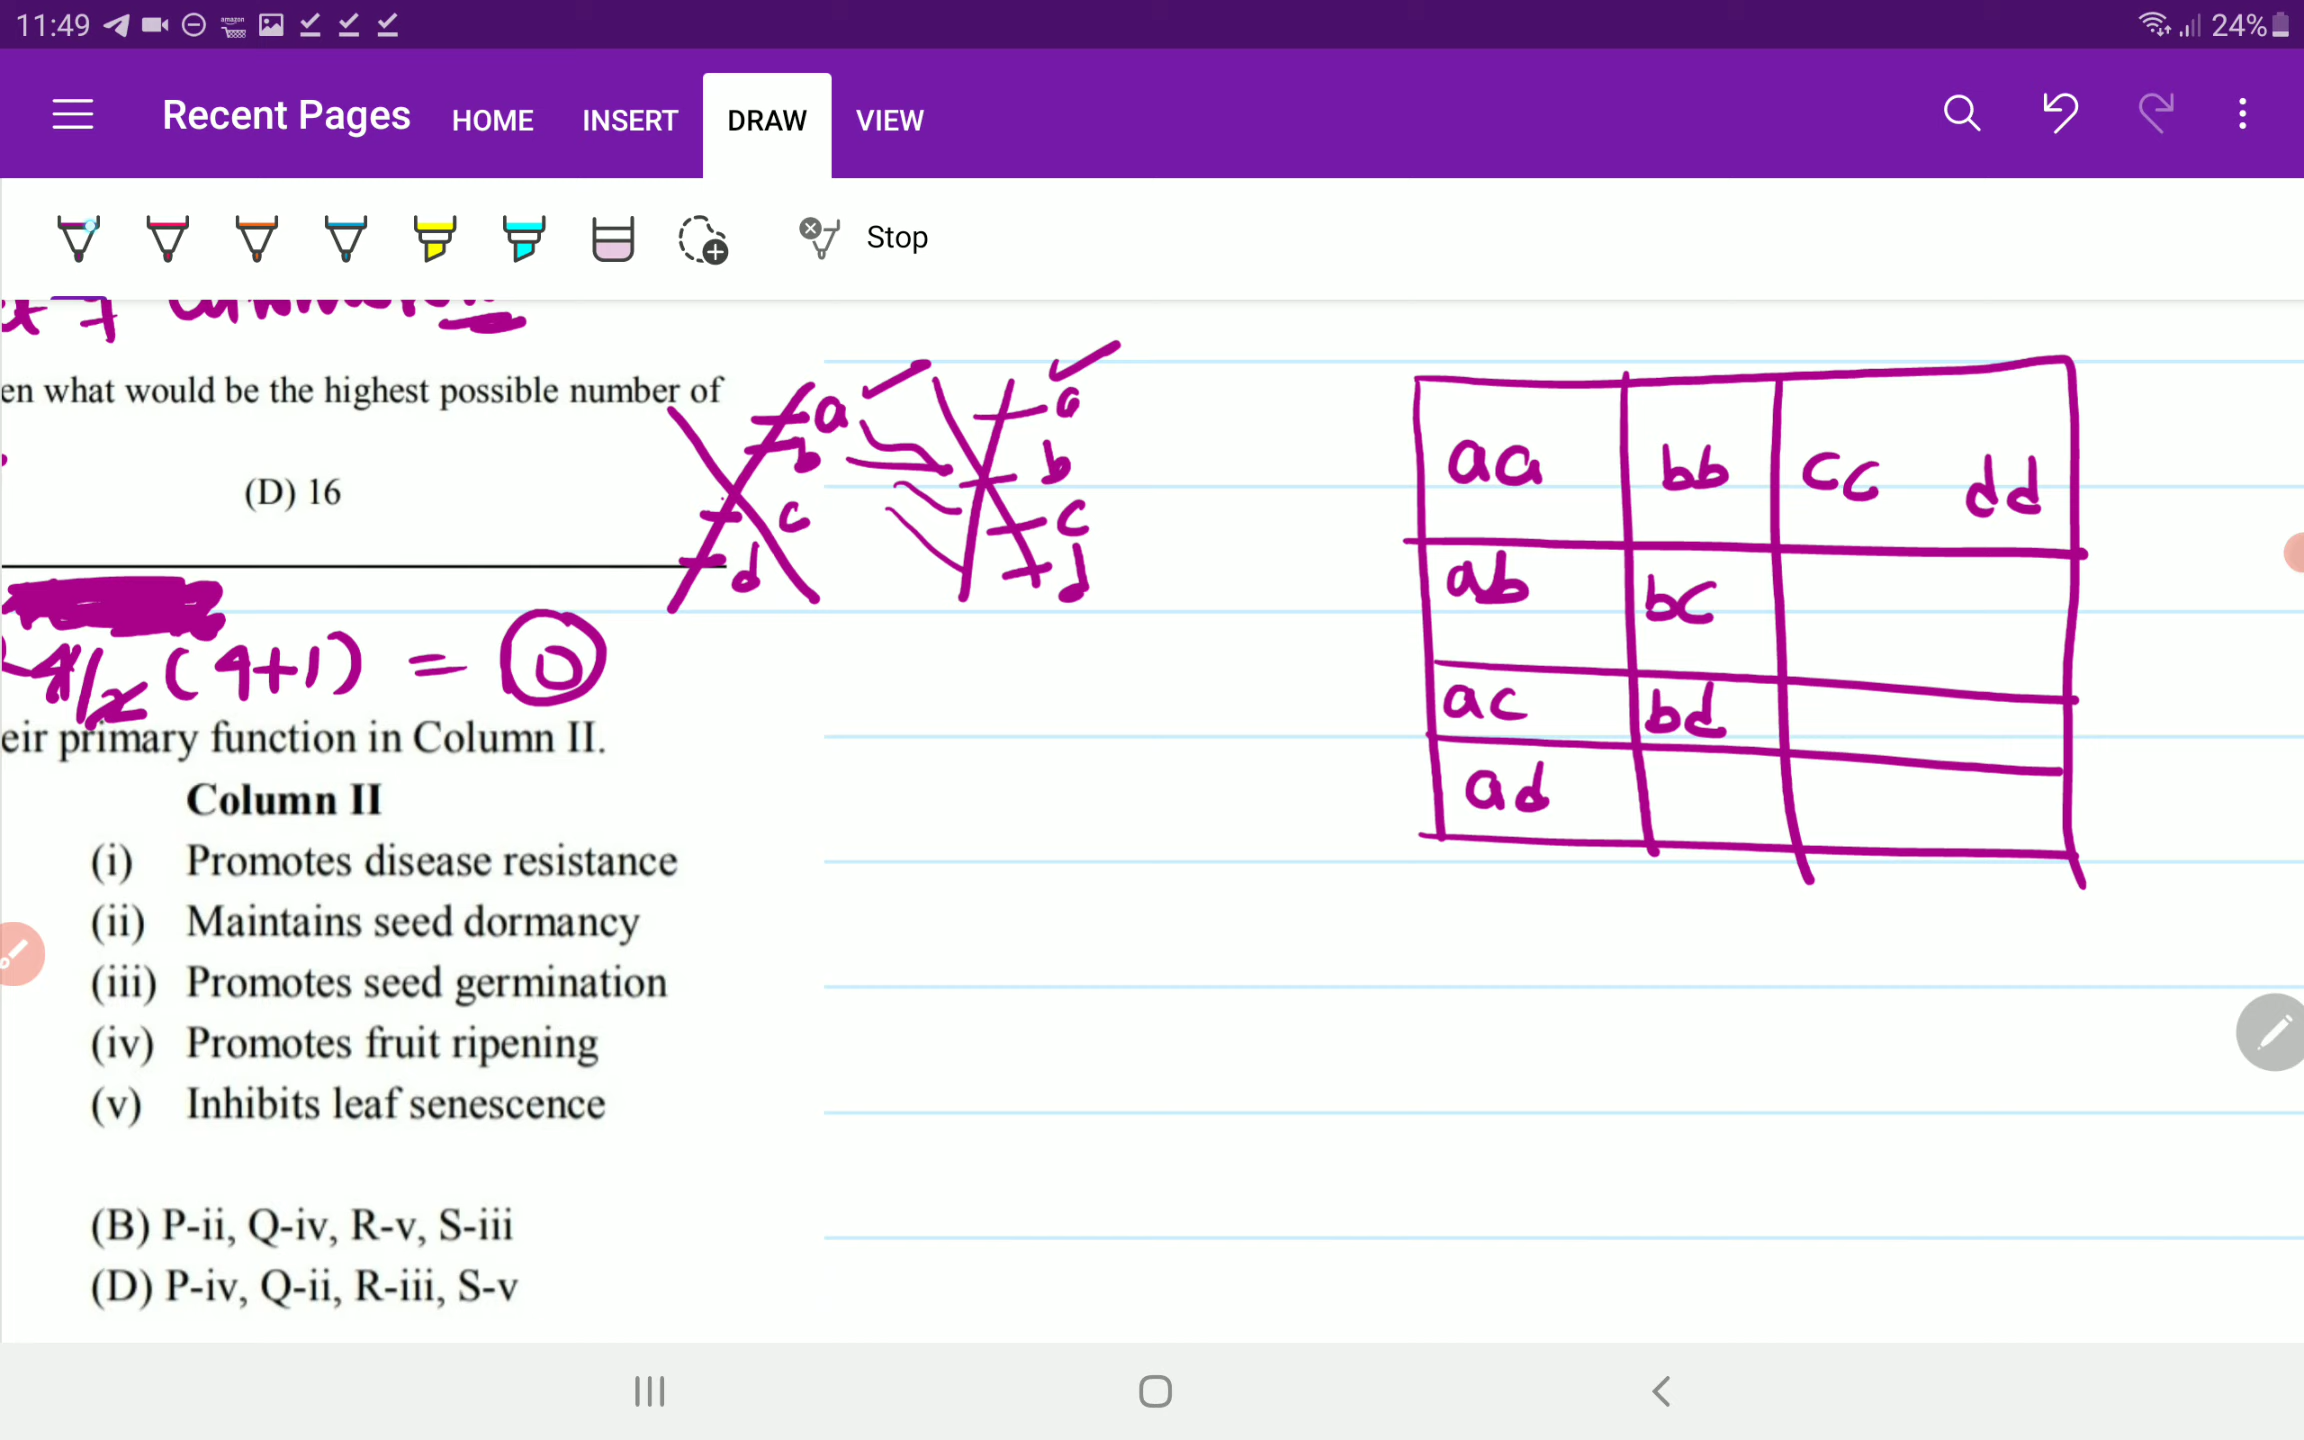 11:49 amazon 24%
Recent Pages HOME INSERT DRAW VIEW
Stop
en what would be the highest possible number of
(D) 16
a a
b b
c c
d d
aa bb cc dd
ab bc
ac bd
ad
4/2 (4+1) = 10
eir primary function in Column II.
Column II
(i) Promotes disease resistance
(ii) Maintains seed dormancy
(iii) Promotes seed germination
(iv) Promotes fruit ripening
(v) Inhibits leaf senescence
(B) P-ii, Q-iv, R-v, S-iii
(D) P-iv, Q-ii, R-iii, S-v